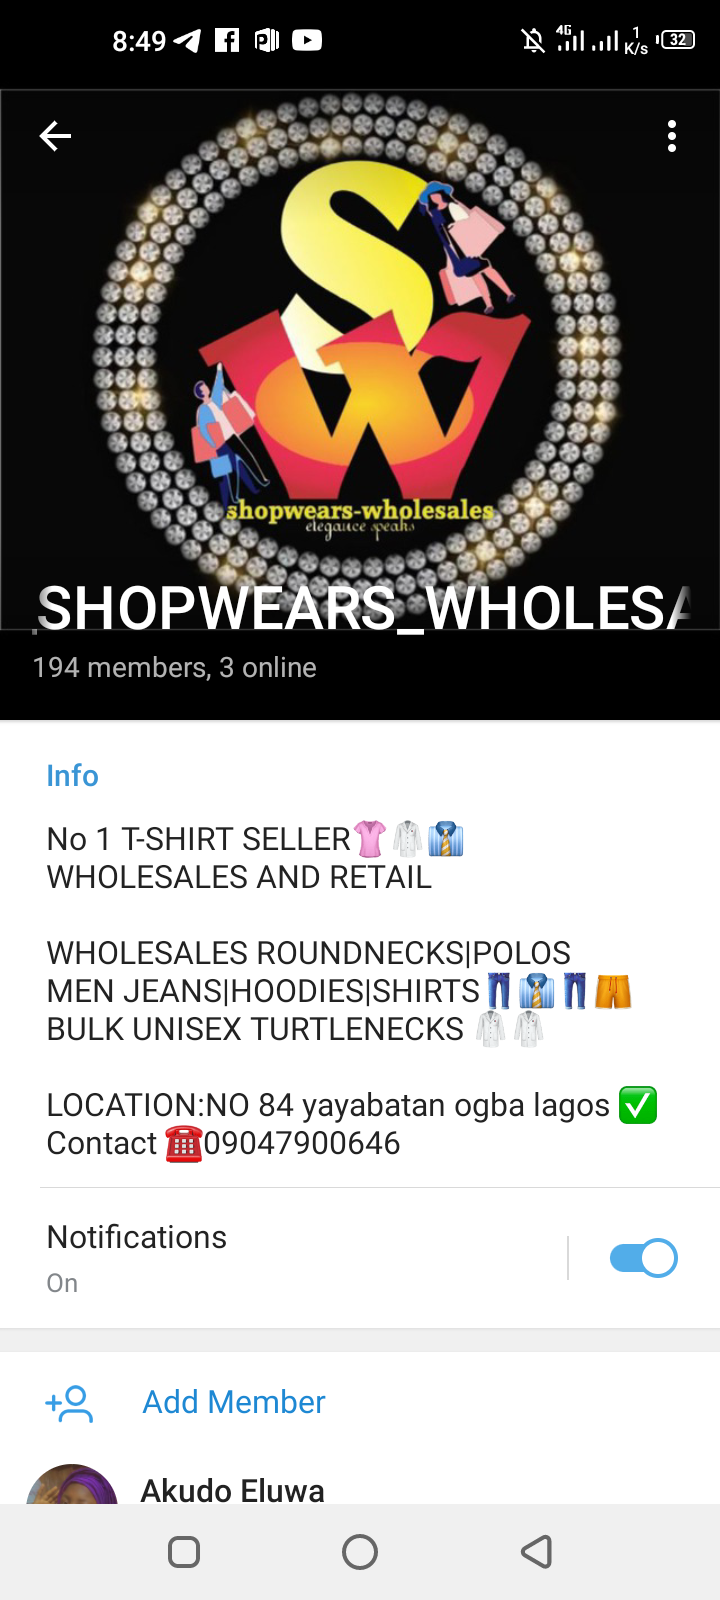 8:49
4G
1
K/s
32
SW
shopwears-wholesales
elegance speaks
SHOPWEARS_WHOLESA
194 members, 3 online
Info
No 1 T-SHIRT SELLER👚🥼👔
WHOLESALES AND RETAIL
WHOLESALES ROUNDNECKS|POLOS
MEN JEANS|HOODIES|SHIRTS👖👔👖🩳
BULK UNISEX TURTLENECKS 🥼🥼
LOCATION:NO 84 yayabatan ogba lagos ✅
Contact ☎️09047900646
Notifications
On
Add Member
Akudo Eluwa